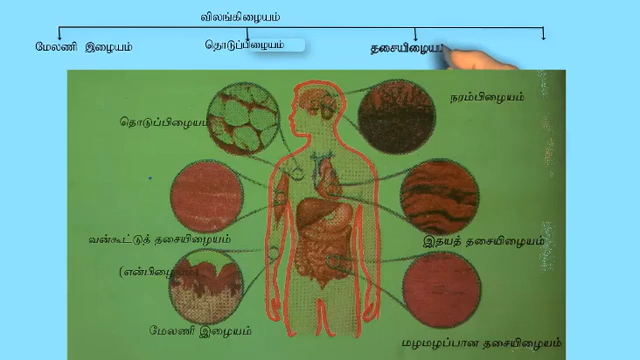 விலங்கிழையம்
மேலணி இழையம்
தொடுப்பிழையம்
தசையிழைய
தொடுப்பிழையம்
நரம்பிழையம்
வன்கூட்டுத் தசையிழையம்
இதயத் தசையிழையம்
(என்பிழையம்)
மேலணி இழையம்
மழமழப்பான தசையிழையம்